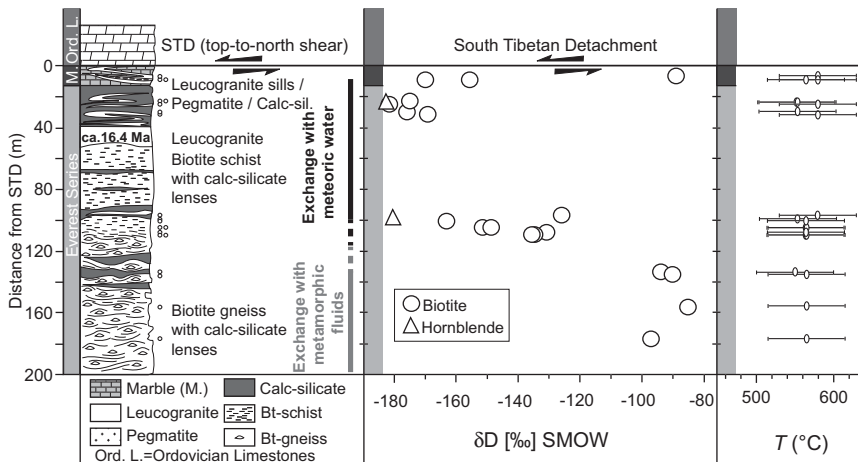 M. Ord. L.
STD (top-to-north shear)
South Tibetan Detachment
0
40
80
120
160
200
Distance from STD (m)
Everest Series
Leucogranite sills /
Pegmatite / Calc-sil.
ca.16.4 Ma Leucogranite
Biotite schist
with calc-silicate
lenses
Biotite gneiss
with calc-silicate
lenses
Exchange with
meteoric water
Exchange with
metamorphic
fluids
Biotite
Hornblende
Marble (M.) Calc-silicate
Leucogranite Bt-schist
Pegmatite Bt-gneiss
Ord. L.=Ordovician Limestones
-180 -160 -140 -120 -100 -80
δD [‰] SMOW
500 600
T (°C)